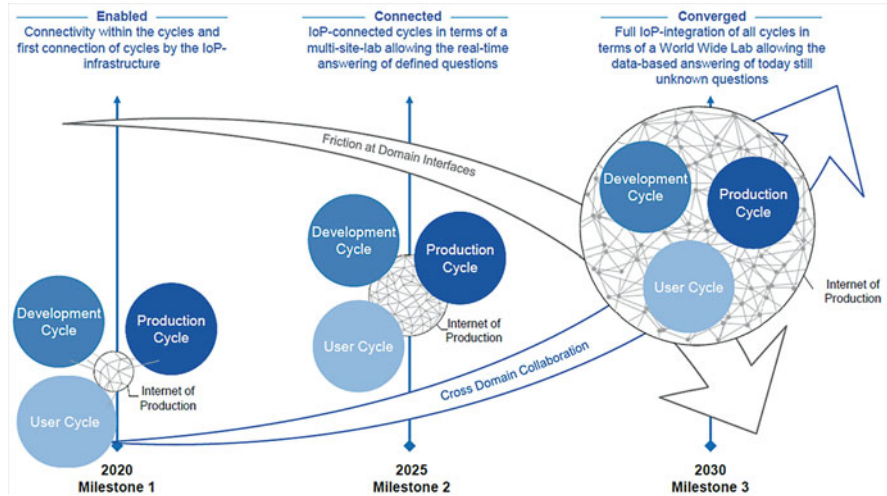 Enabled
Connectivity within the cycles and
first connection of cycles by the IoP-
infrastructure
Connected
IoP-connected cycles in terms of a
multi-site-lab allowing the real-time
answering of defined questions
Converged
Full IoP-integration of all cycles in
terms of a World Wide Lab allowing the
data-based answering of today still
unknown questions
Friction at Domain Interfaces
Development
Cycle
Production
Cycle
User Cycle
Internet of
Production
Development
Cycle
Production
Cycle
User Cycle
Internet of
Production
Development
Cycle
Production
Cycle
User Cycle
Internet of
Production
Cross Domain Collaboration
2020
Milestone 1
2025
Milestone 2
2030
Milestone 3